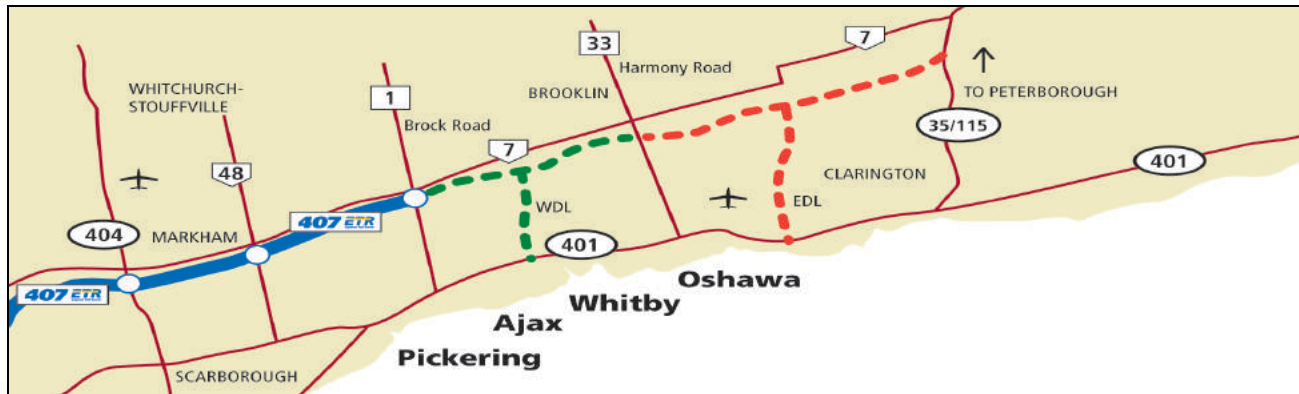 WHITCHURCH-
STOUFFVILLE
33
7
Harmony Road
BROOKLIN
1
Brock Road
TO PETERBOROUGH
7
35/115
48
401
CLARINGTON
WDL
EDL
407 ETR
404
MARKHAM
401
407 ETR
Oshawa
Whitby
Ajax
Pickering
SCARBOROUGH